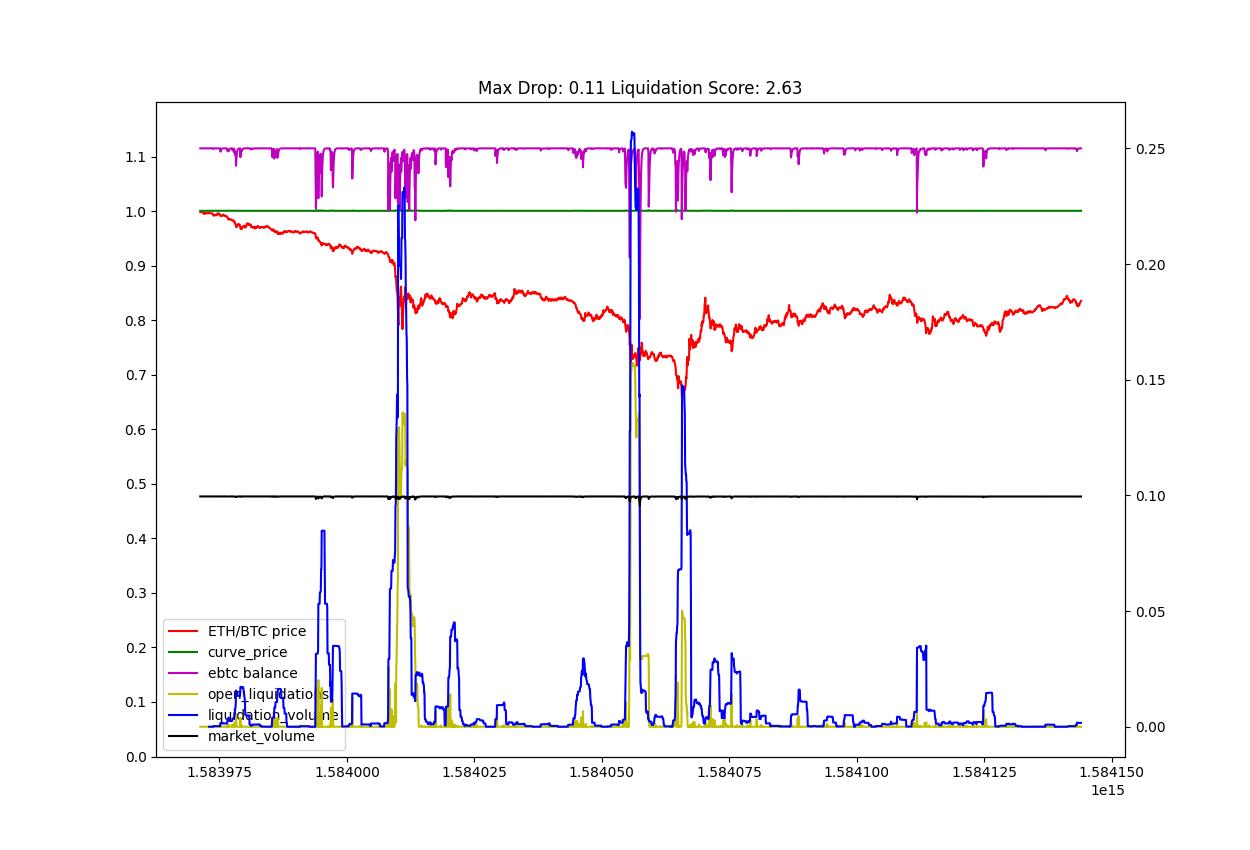 Max Drop: 0.11 Liquidation Score: 2.63
1.1
1.0
0.9
0.8
0.7
0.6
0.5
0.4
0.3
0.2
0.1
0.0
0.25
0.20
0.15
0.10
0.05
0.00
ETH/BTC price
curve_price
ebtc balance
open_liquidations
liquidation_volume
market_volume
1.583975 1.584000 1.584025 1.584050 1.584075 1.584100 1.584125 1.584150
1e15